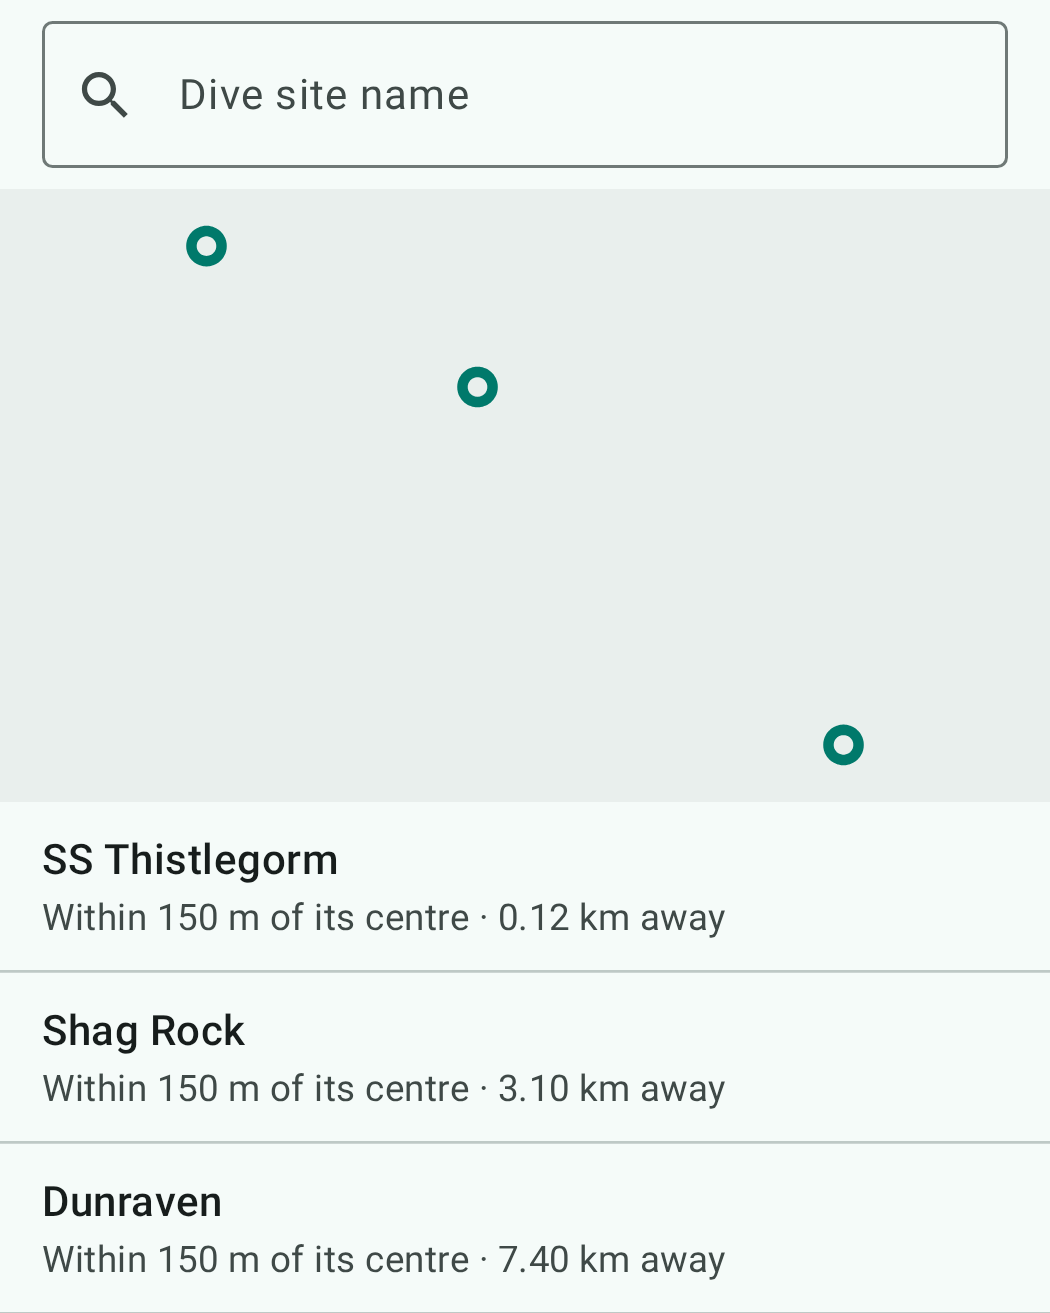 Dive site name
SS Thistlegorm
Within 150 m of its centre · 0.12 km away
Shag Rock
Within 150 m of its centre · 3.10 km away
Dunraven
Within 150 m of its centre · 7.40 km away